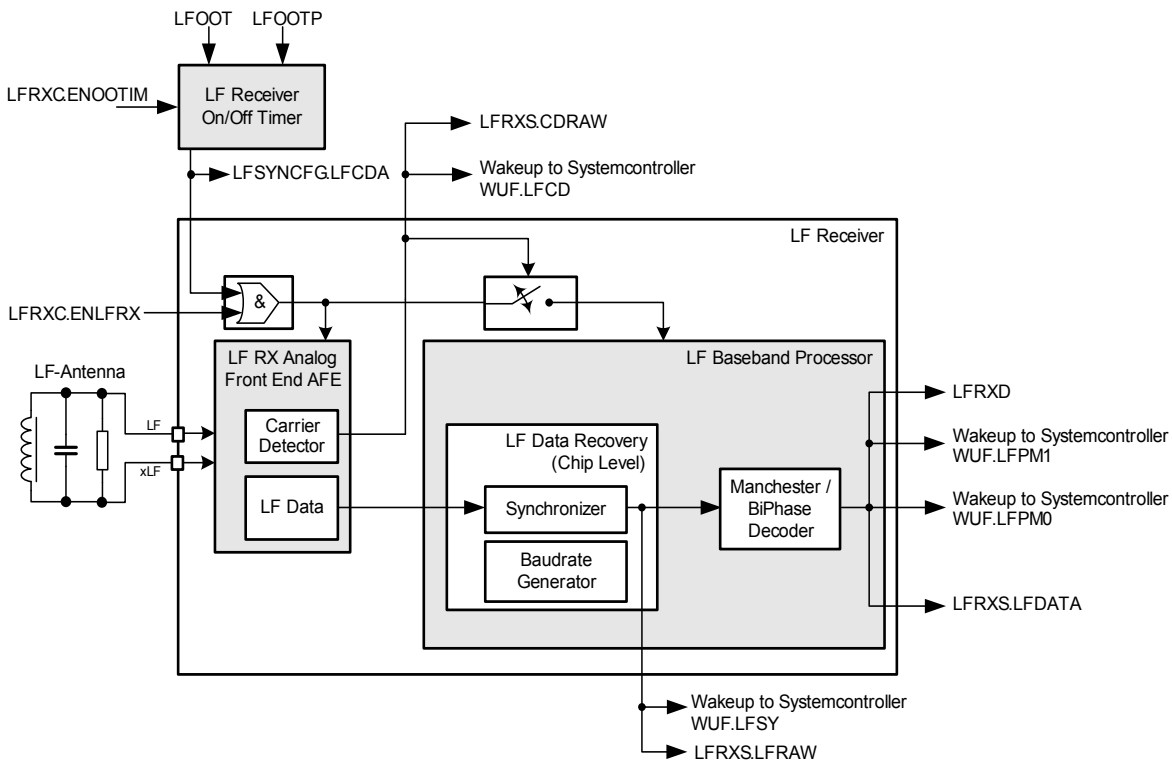 LFOOT
LFOOTP
LFRXC.ENOOTIM
LF Receiver
On/Off Timer
LFRXS.CDRAW
LFSYNCFG.LFCDA
Wakeup to Systemcontroller
WUF.LFCD
LF Receiver
&
LFRXC.ENLFRX
LF RX Analog
Front End AFE
LF Baseband Processor
LF-Antenna
LF
xLF
Carrier
Detector
LF Data
LF Data Recovery
(Chip Level)
Synchronizer
Baudrate
Generator
Manchester /
BiPhase
Decoder
LFRXD
Wakeup to Systemcontroller
WUF.LFPM1
Wakeup to Systemcontroller
WUF.LFPM0
LFRXS.LFDATA
Wakeup to Systemcontroller
WUF.LFSY
LFRXS.LFRAW